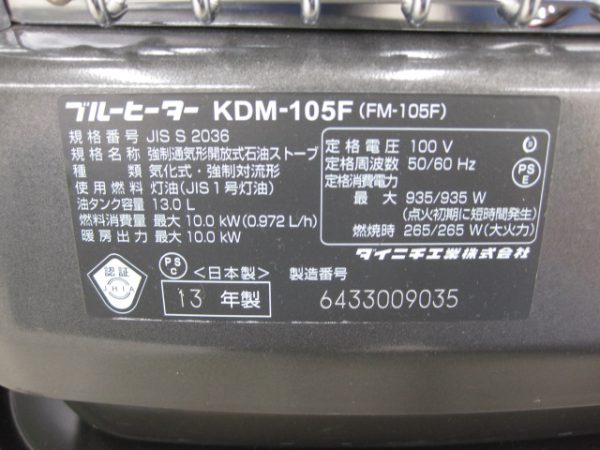 ブルーヒーター KDM-105F (FM-105F)
規格番号 JIS S 2036
規格名称 強制通気形開放式石油ストーブ
種類 気化式・強制対流形
使用燃料 灯油(JIS1号灯油)
油タンク容量 13.0L
燃料消費量 最大 10.0 kW(0.972 L/h)
暖房出力 最大 10.0 kW
定格電圧 100 V
定格周波数 50/60 Hz
定格消費電力
最大 935/935 W
(点火初期に短時間発生)
燃焼時 265/265 W(大火力)
PS
E
ダイニチ工業株式会社
認証
JHIA
PS
C
<日本製> 製造番号
13 年製 6433009035